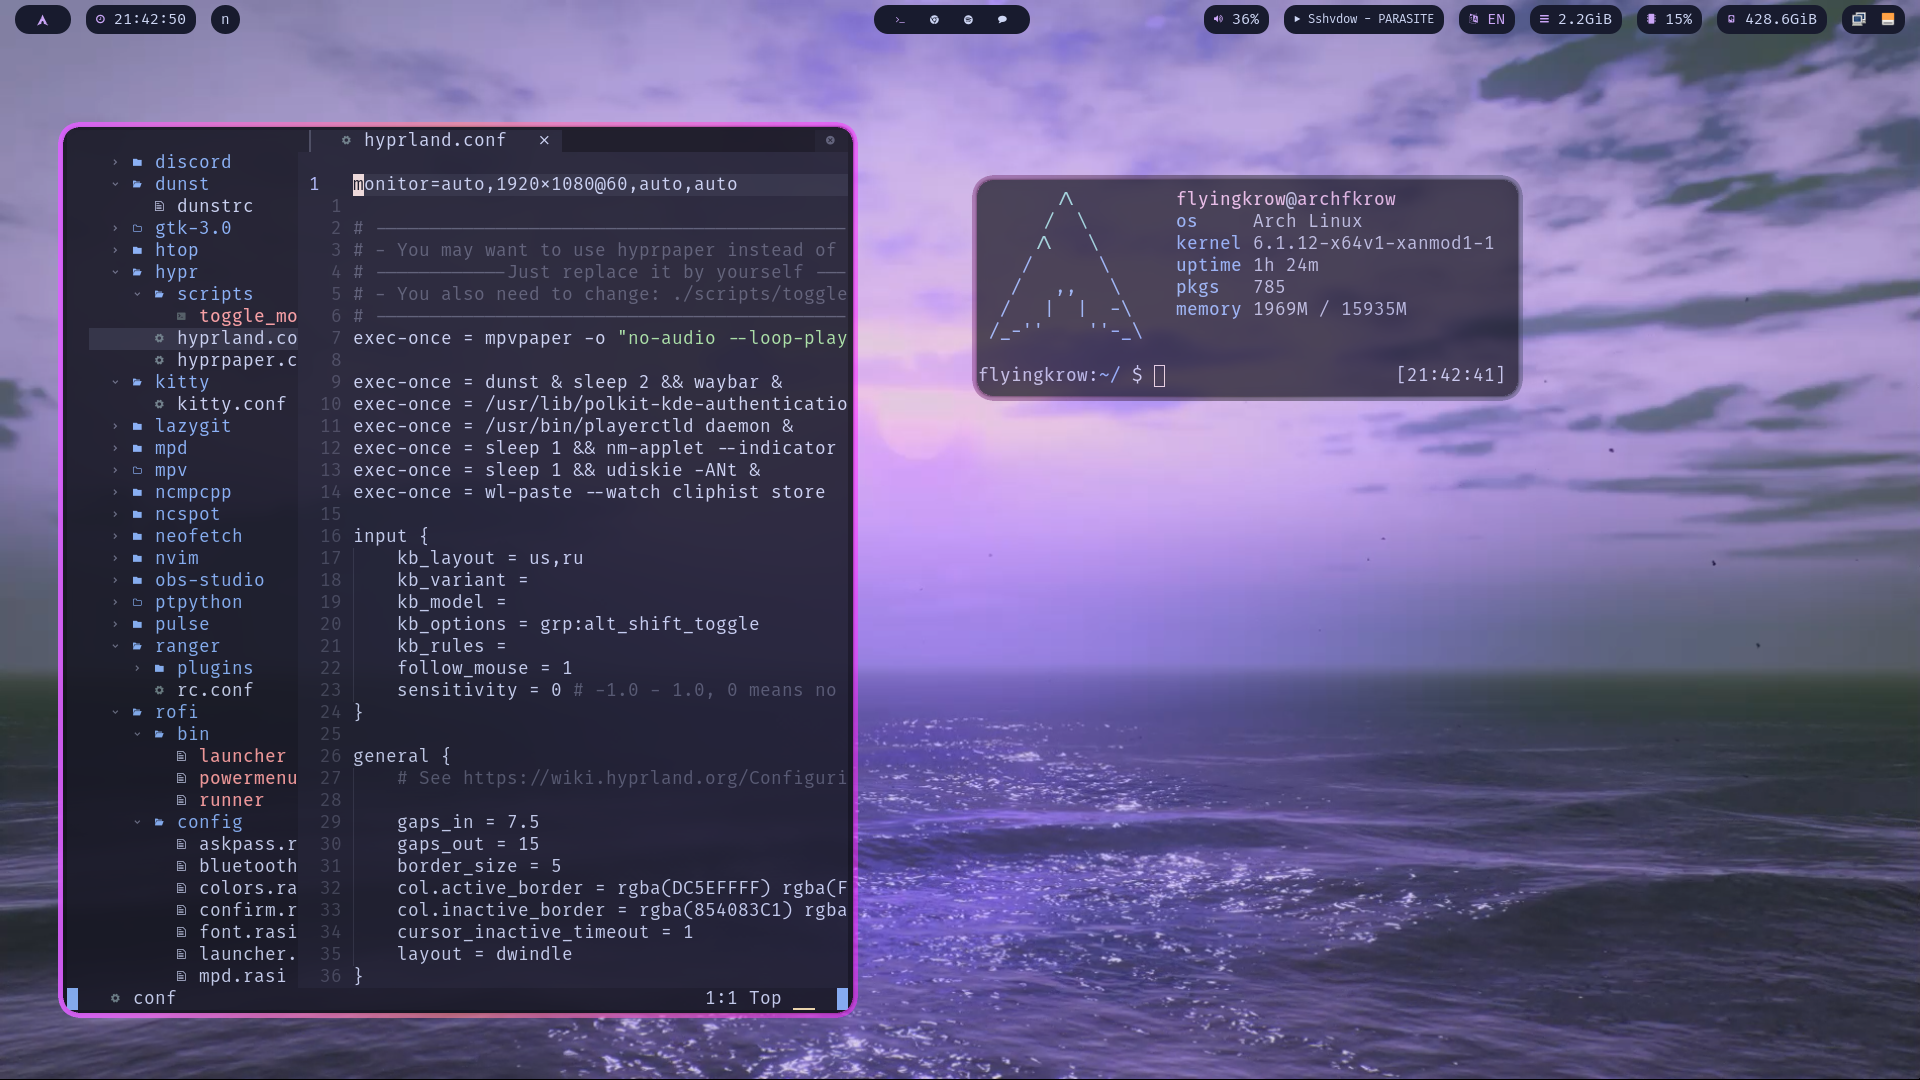 21:42:50
n
36%
Sshvdow - PARASITE
EN
2.2GiB
15%
428.6GiB
discord
dunst
dunstrc
gtk-3.0
htop
hypr
scripts
toggle_mo
hyprland.co
hyprpaper.c
kitty
kitty.conf
lazygit
mpd
mpv
ncmpcpp
ncspot
neofetch
nvim
obs-studio
ptpython
pulse
ranger
plugins
rc.conf
rofi
bin
launcher
powermenu
runner
config
askpass.r
bluetooth
colors.ra
confirm.r
font.rasi
launcher.
mpd.rasi
hyprland.conf ×
1 monitor=auto,1920×1080@60,auto,auto
1
2 # ───────────────────────────────────────────
3 # - You may want to use hyprpaper instead of
4 # ────────────Just replace it by yourself ───
5 # - You also need to change: ./scripts/toggle
6 # ───────────────────────────────────────────
7 exec-once = mpvpaper -o "no-audio --loop-play
8
9 exec-once = dunst & sleep 2 && waybar &
10 exec-once = /usr/lib/polkit-kde-authenticatio
11 exec-once = /usr/bin/playerctld daemon &
12 exec-once = sleep 1 && nm-applet --indicator
13 exec-once = sleep 1 && udiskie -ANt &
14 exec-once = wl-paste --watch cliphist store
15
16 input {
17 kb_layout = us,ru
18 kb_variant =
19 kb_model =
20 kb_options = grp:alt_shift_toggle
21 kb_rules =
22 follow_mouse = 1
23 sensitivity = 0 # -1.0 - 1.0, 0 means no
24 }
25
26 general {
27 # See https://wiki.hyprland.org/Configuri
28
29 gaps_in = 7.5
30 gaps_out = 15
31 border_size = 5
32 col.active_border = rgba(DC5EFFFF) rgba(F
33 col.inactive_border = rgba(854083C1) rgba
34 cursor_inactive_timeout = 1
35 layout = dwindle
36 }
conf 1:1 Top
flyingkrow@archfkrow
os Arch Linux
kernel 6.1.12-x64v1-xanmod1-1
uptime 1h 24m
pkgs 785
memory 1969M / 15935M
flyingkrow:~/ $ [21:42:41]